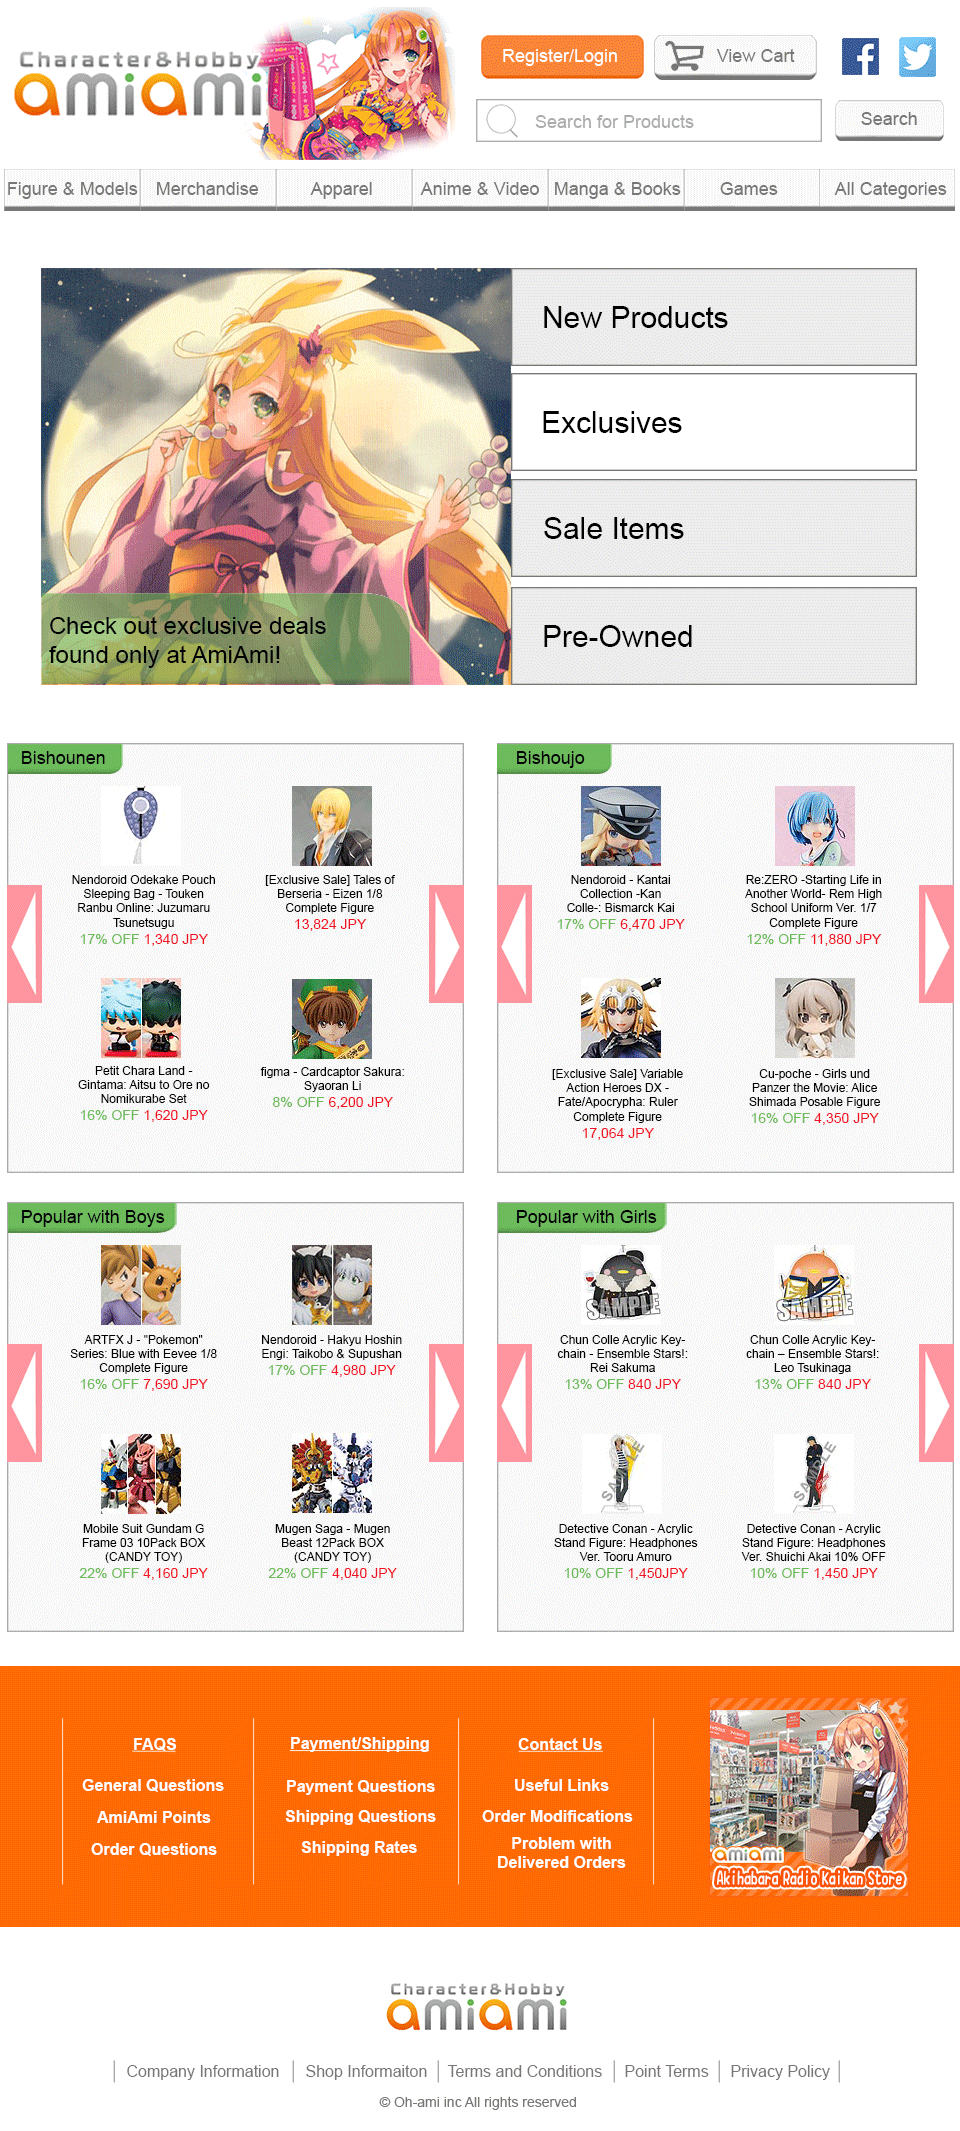 Character&Hobby
amiami
Register/Login
View Cart
Search for Products
Search
Figure & Models
Merchandise
Apparel
Anime & Video
Manga & Books
Games
All Categories
New Products
Exclusives
Sale Items
Pre-Owned
Check out exclusive deals
found only at AmiAmi!
Bishounen
Nendoroid Odekake Pouch
Sleeping Bag - Touken
Ranbu Online: Juzumaru
Tsunetsugu
17% OFF 1,340 JPY
[Exclusive Sale] Tales of
Berseria - Eizen 1/8
Complete Figure
13,824 JPY
Petit Chara Land -
Gintama: Aitsu to Ore no
Nomikurabe Set
16% OFF 1,620 JPY
figma - Cardcaptor Sakura:
Syaoran Li
8% OFF 6,200 JPY
Bishoujo
Nendoroid - Kantai
Collection -Kan
Colle-: Bismarck Kai
17% OFF 6,470 JPY
Re:ZERO -Starting Life in
Another World- Rem High
School Uniform Ver. 1/7
Complete Figure
12% OFF 11,880 JPY
[Exclusive Sale] Variable
Action Heroes DX -
Fate/Apocrypha: Ruler
Complete Figure
17,064 JPY
Cu-poche - Girls und
Panzer the Movie: Alice
Shimada Posable Figure
16% OFF 4,350 JPY
Popular with Boys
ARTFX J - "Pokemon"
Series: Blue with Eevee 1/8
Complete Figure
16% OFF 7,690 JPY
Nendoroid - Hakyu Hoshin
Engi: Taikobo & Supushan
17% OFF 4,980 JPY
Mobile Suit Gundam G
Frame 03 10Pack BOX
(CANDY TOY)
22% OFF 4,160 JPY
Mugen Saga - Mugen
Beast 12Pack BOX
(CANDY TOY)
22% OFF 4,040 JPY
Popular with Girls
SAMPLE
Chun Colle Acrylic Key-
chain - Ensemble Stars!:
Rei Sakuma
13% OFF 840 JPY
SAMPLE
Chun Colle Acrylic Key-
chain – Ensemble Stars!:
Leo Tsukinaga
13% OFF 840 JPY
SAMPLE
Detective Conan - Acrylic
Stand Figure: Headphones
Ver. Tooru Amuro
10% OFF 1,450JPY
SAMPLE
Detective Conan - Acrylic
Stand Figure: Headphones
Ver. Shuichi Akai 10% OFF
10% OFF 1,450 JPY
FAQS
General Questions
AmiAmi Points
Order Questions
Payment/Shipping
Payment Questions
Shipping Questions
Shipping Rates
Contact Us
Useful Links
Order Modifications
Problem with
Delivered Orders
amiami
Akihabara Radio Kaikan Store
Character&Hobby
amiami
Company Information
Shop Informaiton
Terms and Conditions
Point Terms
Privacy Policy
© Oh-ami inc All rights reserved